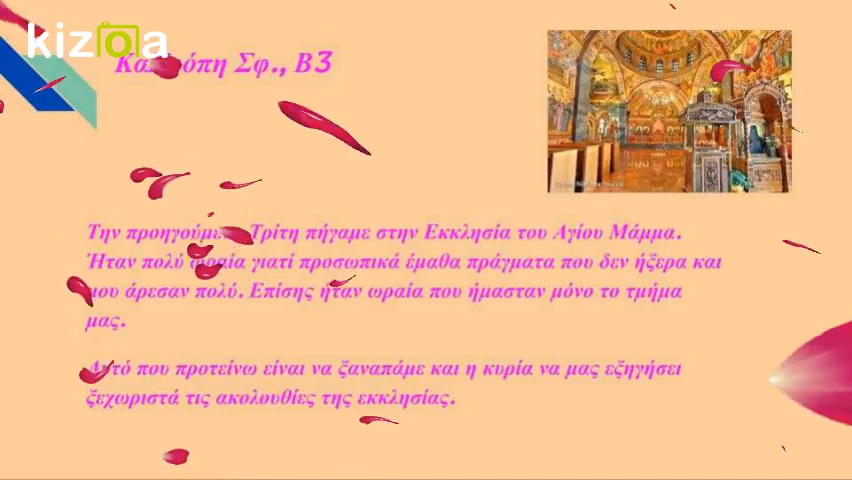 kizoa
Σφ., Β3
Την Τρίτη πήγαμε στην Εκκλησία του Αγίου Μάμμα.
Ήταν πολύ γιατί προσωπικά έμαθα πράγματα που δεν ήξερα και
μου άρεσαν πολύ. Επίσης ήταν ωραία που ήμασταν μόνο το τμήμα
μας.
Αυτό που προτείνω είναι να ξαναπάμε και η κυρία να μας εξηγήσει
ξεχωριστά τις ακολουθίες της εκκλησίας.